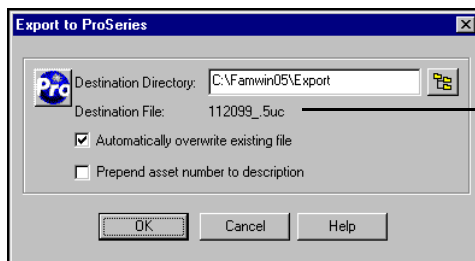 Export to ProSeries
Pro
Destination Directory: C:\Famwin05\Export
Destination File: 112099_.5uc
Automatically overwrite existing file
Prepend asset number to description
OK Cancel Help